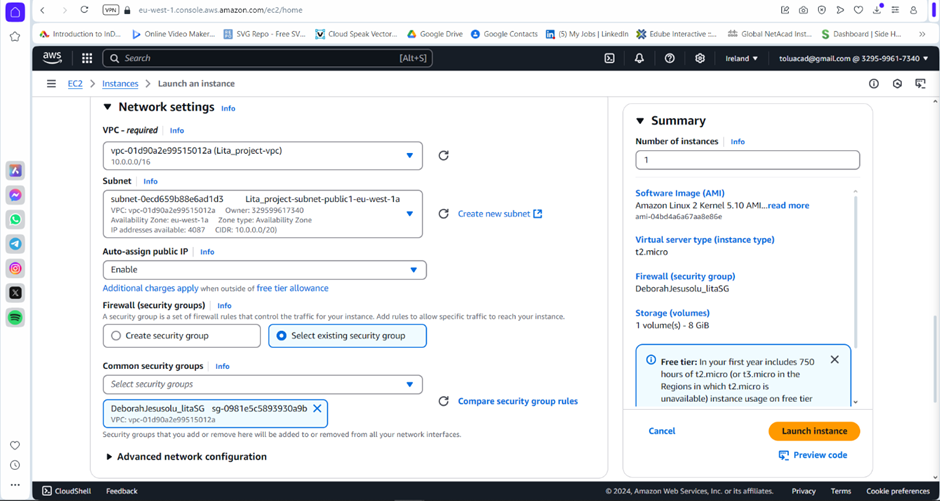 VPN eu-west-1.console.aws.amazon.com/ec2/home
Introduction to InD... Online Video Maker... SVG Repo - Free SV... Cloud Speak Vector... Google Drive Google Contacts (5) My Jobs | LinkedIn Edube Interactive ::... Global NetAcad Inst... Dashboard | Side H...
aws Search [Alt+S] Ireland toluacad@gmail.com @ 3295-9961-7340
EC2 Instances Launch an instance
Network settings Info
VPC - required Info
vpc-01d90a2e99515012a (Lita_project-vpc)
10.0.0.0/16
Subnet Info
subnet-0ecd659b88e6ad1d3 Lita_project-subnet-public1-eu-west-1a
VPC: vpc-01d90a2e99515012a Owner: 329599617340
Availability Zone: eu-west-1a Zone type: Availability Zone
IP addresses available: 4087 CIDR: 10.0.0.0/20)
Create new subnet
Auto-assign public IP Info
Enable
Additional charges apply when outside of free tier allowance
Firewall (security groups) Info
A security group is a set of firewall rules that control the traffic for your instance. Add rules to allow specific traffic to reach your instance.
Create security group Select existing security group
Common security groups Info
Select security groups
DeborahJesusolu_litaSG sg-0981e5c5893930a9b
VPC: vpc-01d90a2e99515012a
Compare security group rules
Security groups that you add or remove here will be added to or removed from all your network interfaces.
Advanced network configuration
Summary
Number of instances Info
1
Software Image (AMI)
Amazon Linux 2 Kernel 5.10 AMI...read more
ami-04bd4a6a67aa8e86e
Virtual server type (instance type)
t2.micro
Firewall (security group)
DeborahJesusolu_litaSG
Storage (volumes)
1 volume(s) - 8 GiB
Free tier: In your first year includes 750
hours of t2.micro (or t3.micro in the
Regions in which t2.micro is
unavailable) instance usage on free tier
Cancel Launch instance
Preview code
CloudShell Feedback © 2024, Amazon Web Services, Inc. or its affiliates. Privacy Terms Cookie preferences